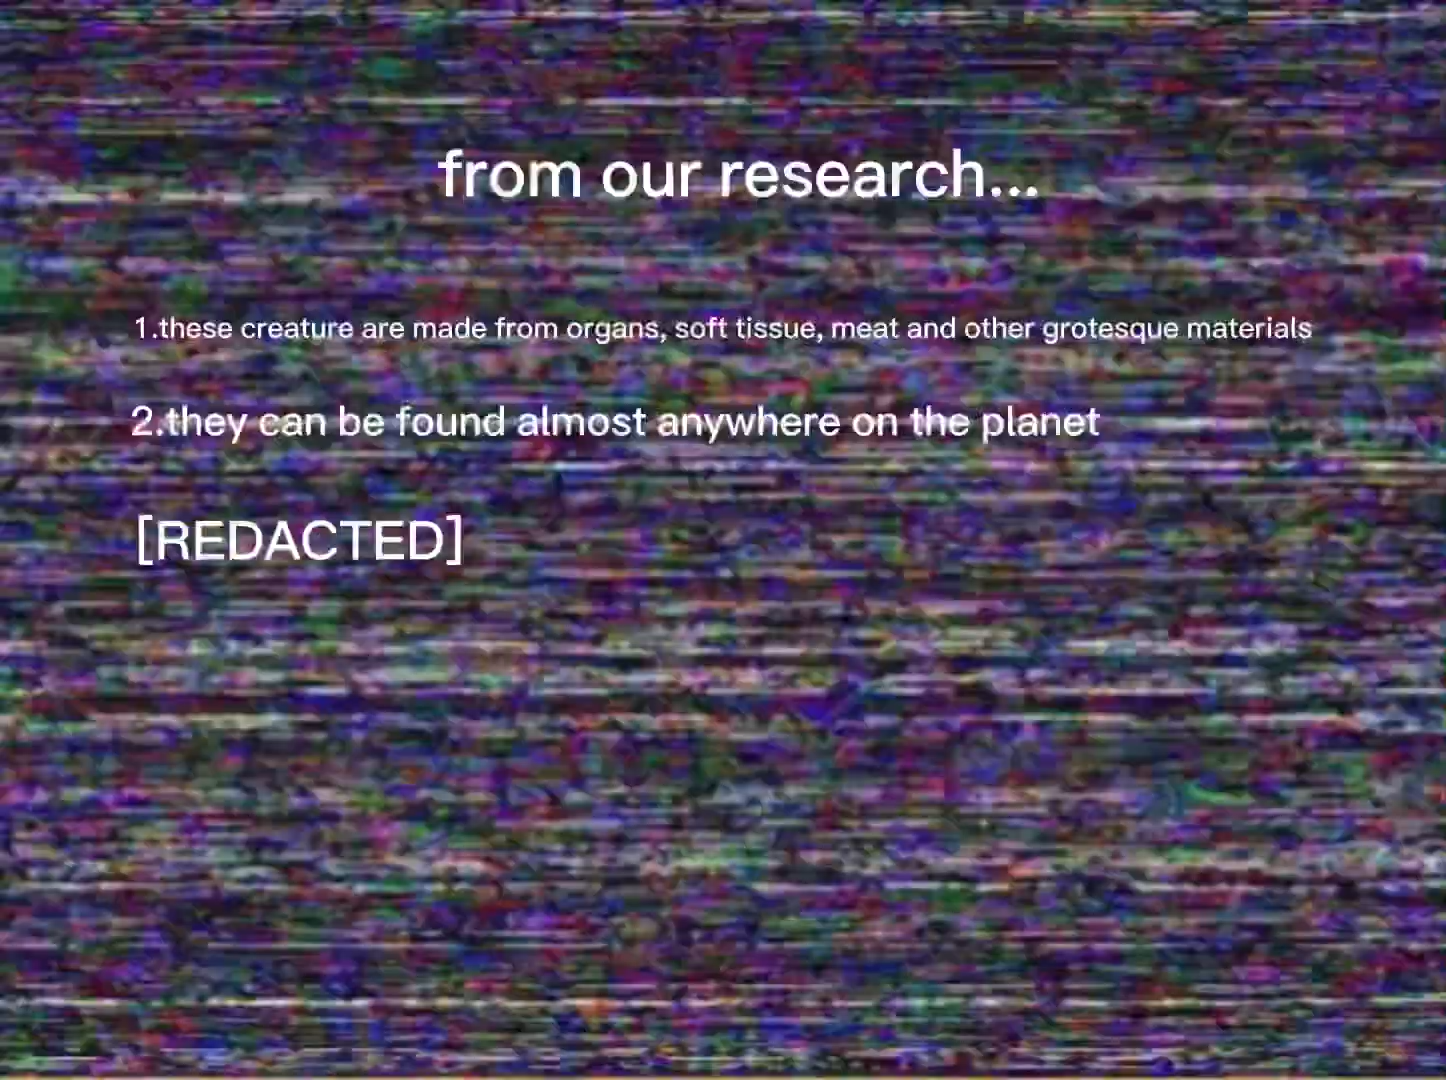 from our research...
1.these creature are made from organs, soft tissue, meat and other grotesque materials
2.they can be found almost anywhere on the planet
[REDACTED]